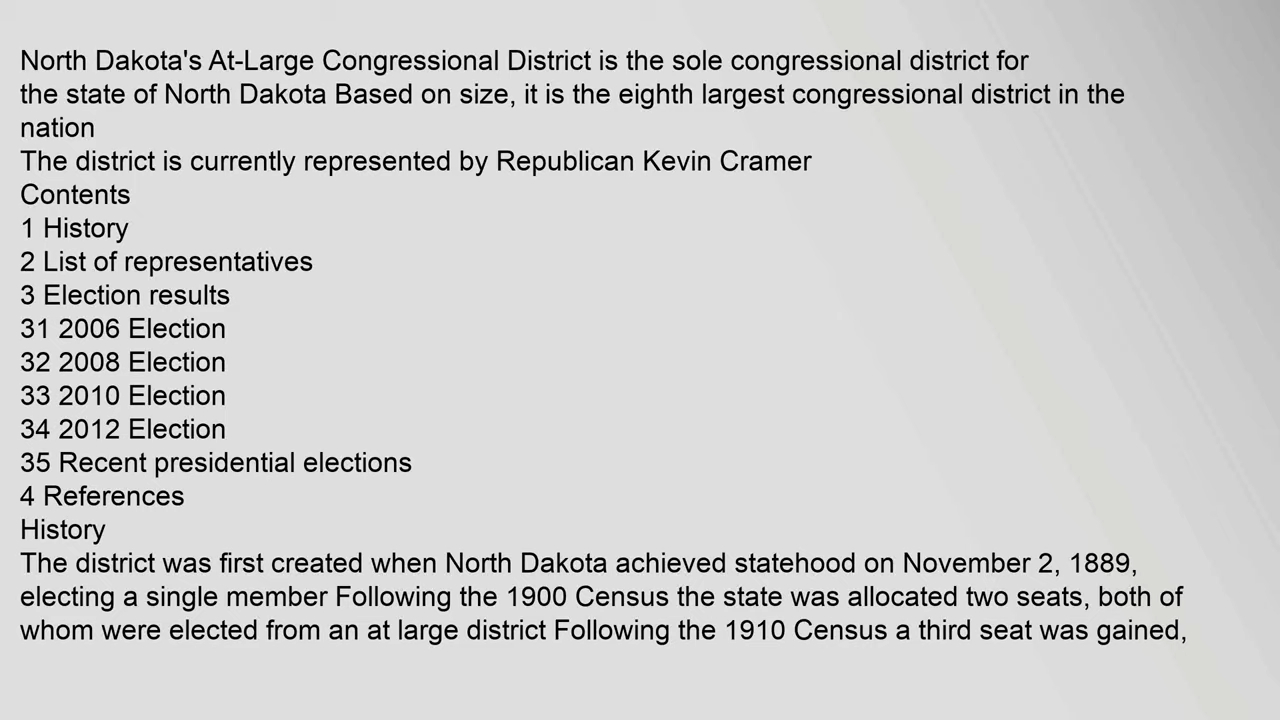 North Dakota's At-Large Congressional District is the sole congressional district for
the state of North Dakota Based on size, it is the eighth largest congressional district in the
nation
The district is currently represented by Republican Kevin Cramer
Contents
1 History
2 List of representatives
3 Election results
31 2006 Election
32 2008 Election
33 2010 Election
34 2012 Election
35 Recent presidential elections
4 References
History
The district was first created when North Dakota achieved statehood on November 2, 1889,
electing a single member Following the 1900 Census the state was allocated two seats, both of
whom were elected from an at large district Following the 1910 Census a third seat was gained,